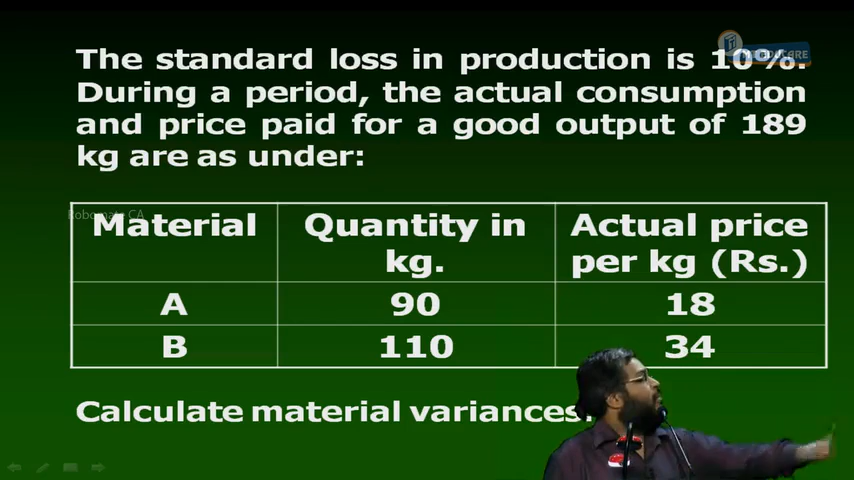 The standard loss in production is 10%.
During a period, the actual consumption
and price paid for a good output of 189
kg are as under:
Robomate CA
Material Quantity in kg. Actual price per kg (Rs.)
A 90 18
B 110 34
Calculate material variances.